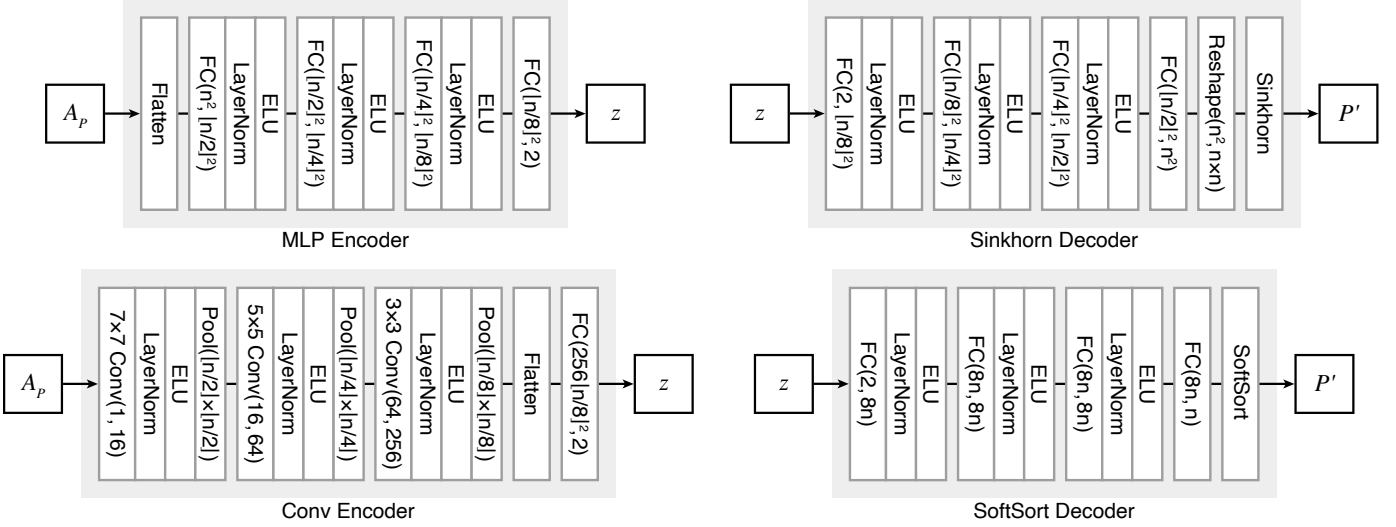 A_P
Flatten
FC(n², ⌊n/2⌋²)
LayerNorm
ELU
FC(⌊n/2⌋², ⌊n/4⌋²)
LayerNorm
ELU
FC(⌊n/4⌋², ⌊n/8⌋²)
LayerNorm
ELU
FC(⌊n/8⌋², 2)
z
MLP Encoder
z
FC(2, ⌊n/8⌋²)
LayerNorm
ELU
FC(⌊n/8⌋², ⌊n/4⌋²)
LayerNorm
ELU
FC(⌊n/4⌋², ⌊n/2⌋²)
LayerNorm
ELU
FC(⌊n/2⌋², n²)
Reshape(n², n×n)
Sinkhorn
P'
Sinkhorn Decoder
A_P
7×7 Conv(1, 16)
LayerNorm
ELU
Pool(⌊n/2⌋×⌊n/2⌋)
5×5 Conv(16, 64)
LayerNorm
ELU
Pool(⌊n/4⌋×⌊n/4⌋)
3×3 Conv(64, 256)
LayerNorm
ELU
Pool(⌊n/8⌋×⌊n/8⌋)
Flatten
FC(256⌊n/8⌋², 2)
z
Conv Encoder
z
FC(2, 8n)
LayerNorm
ELU
FC(8n, 8n)
LayerNorm
ELU
FC(8n, 8n)
LayerNorm
ELU
FC(8n, n)
SoftSort
P'
SoftSort Decoder